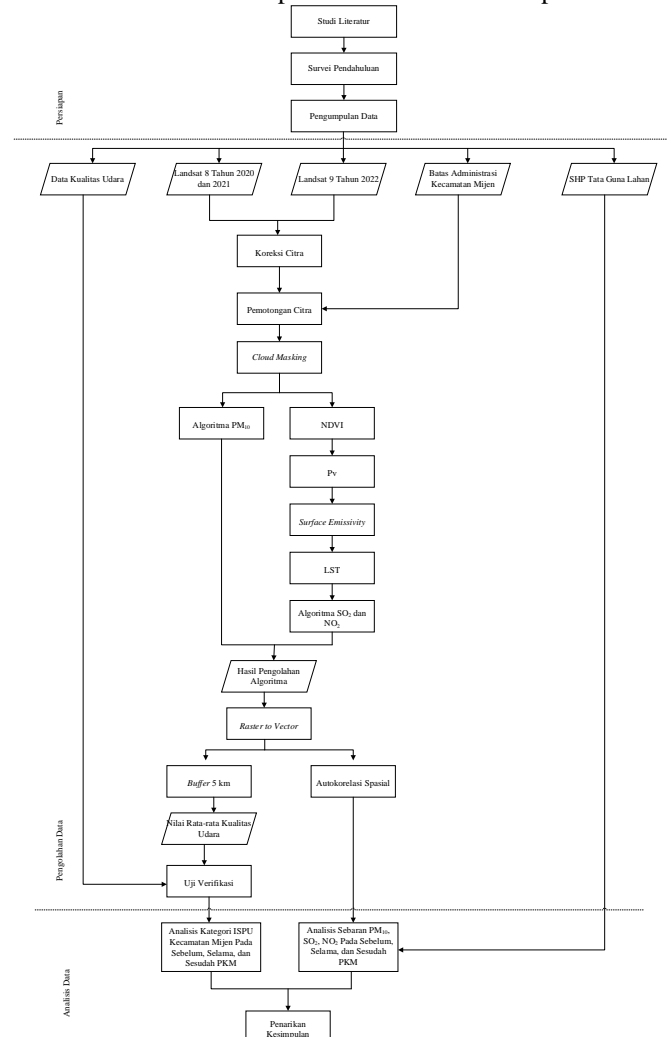 Studi Literatur
Survei Pendahuluan
Pengumpulan Data
Persiapan
Data Kualitas Udara
Landsat 8 Tahun 2020
dan 2021
Landsat 9 Tahun 2022
Batas Administrasi
Kecamatan Mijen
SHP Tata Guna Lahan
Koreksi Citra
Pemotongan Citra
Cloud Masking
Algoritma PM₁₀
NDVI
Pv
Surface Emissivity
LST
Algoritma SO₂ dan
NO₂
Hasil Pengolahan
Algoritma
Raster to Vector
Buffer 5 km
Autokorelasi Spasial
Nilai Rata-rata Kualitas
Udara
Uji Verifikasi
Pengolahan Data
Analisis Kategori ISPU
Kecamatan Mijen Pada
Sebelum, Selama, dan
Sesudah PKM
Analisis Sebaran PM₁₀,
SO₂, NO₂ Pada Sebelum,
Selama, dan Sesudah
PKM
Analisis Data
Penarikan
Kesimpulan